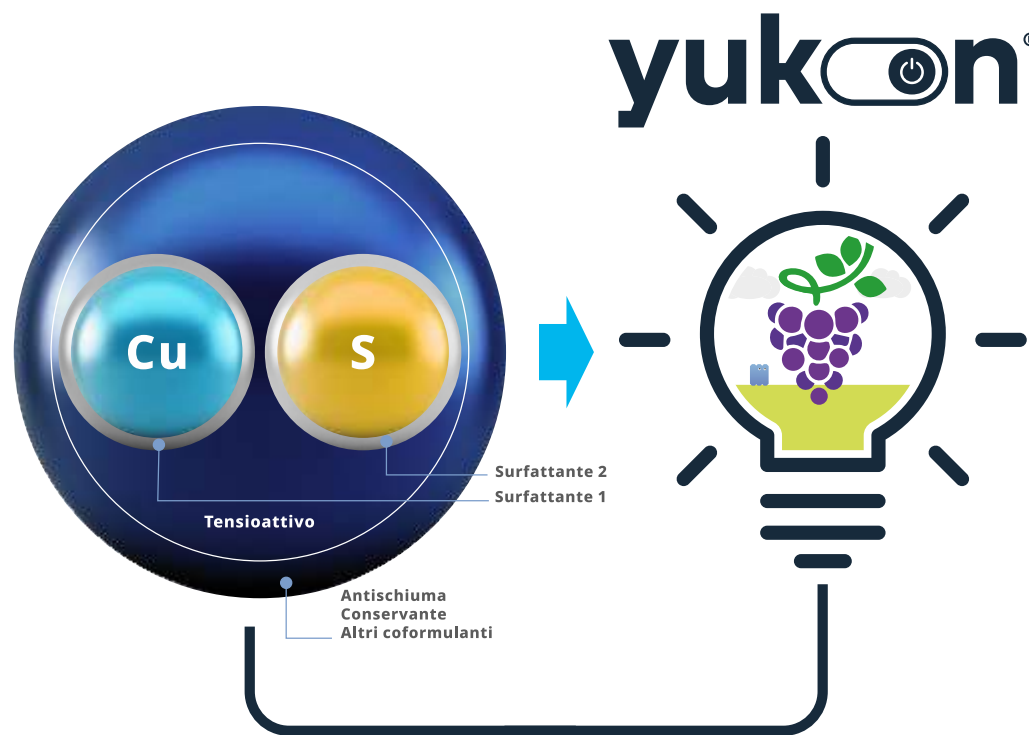 yukon®
Cu
S
Surfattante 2
Surfattante 1
Tensioattivo
Antischiuma
Conservante
Altri coformulanti